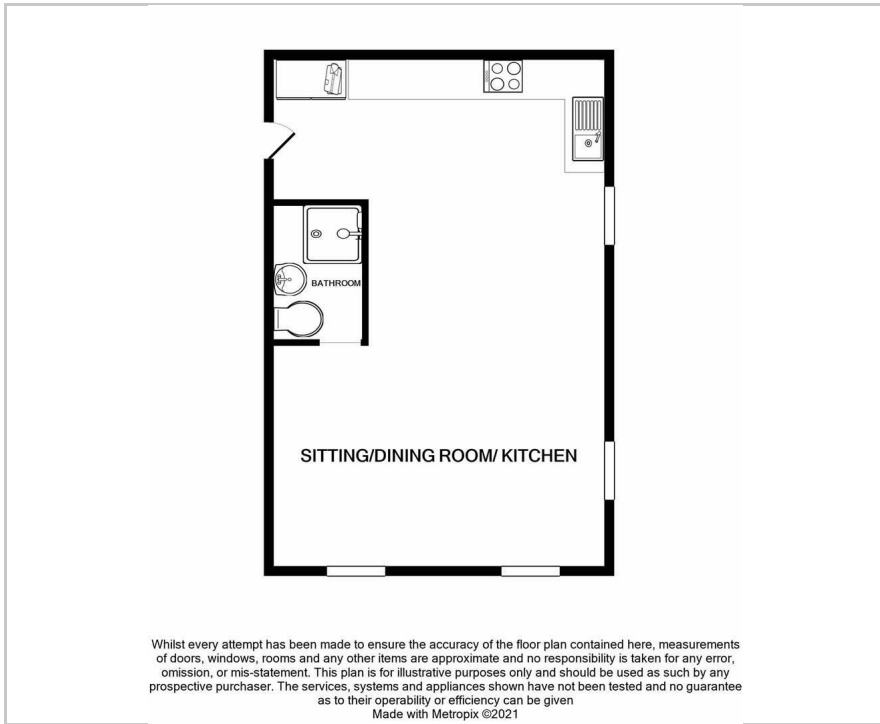 BATHROOM
SITTING/DINING ROOM/ KITCHEN
Whilst every attempt has been made to ensure the accuracy of the floor plan contained here, measurements
of doors, windows, rooms and any other items are approximate and no responsibility is taken for any error,
omission, or mis-statement. This plan is for illustrative purposes only and should be used as such by any
prospective purchaser. The services, systems and appliances shown have not been tested and no guarantee
as to their operability or efficiency can be given
Made with Metropix ©2021